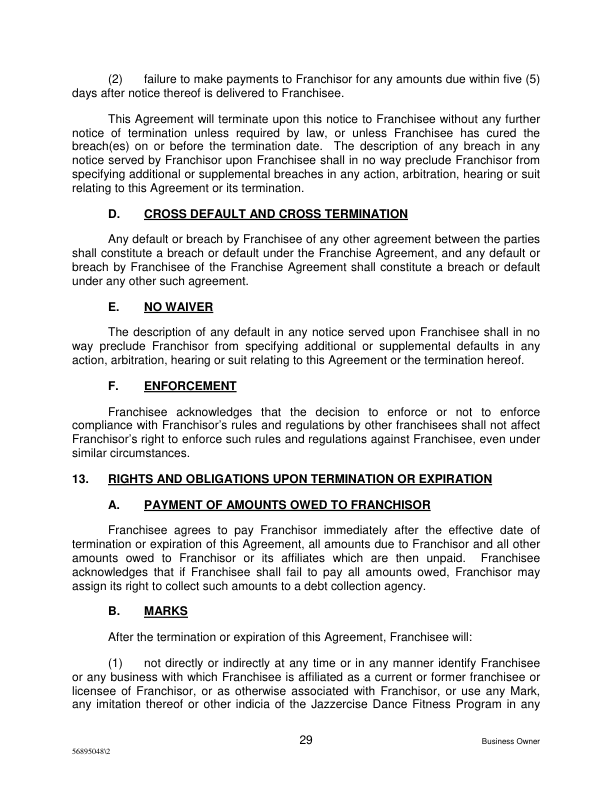 (2) failure to make payments to Franchisor for any amounts due within five (5)
days after notice thereof is delivered to Franchisee.
This Agreement will terminate upon this notice to Franchisee without any further
notice of termination unless required by law, or unless Franchisee has cured the
breach(es) on or before the termination date. The description of any breach in any
notice served by Franchisor upon Franchisee shall in no way preclude Franchisor from
specifying additional or supplemental breaches in any action, arbitration, hearing or suit
relating to this Agreement or its termination.
D. CROSS DEFAULT AND CROSS TERMINATION
Any default or breach by Franchisee of any other agreement between the parties
shall constitute a breach or default under the Franchise Agreement, and any default or
breach by Franchisee of the Franchise Agreement shall constitute a breach or default
under any other such agreement.
E. NO WAIVER
The description of any default in any notice served upon Franchisee shall in no
way preclude Franchisor from specifying additional or supplemental defaults in any
action, arbitration, hearing or suit relating to this Agreement or the termination hereof.
F. ENFORCEMENT
Franchisee acknowledges that the decision to enforce or not to enforce
compliance with Franchisor's rules and regulations by other franchisees shall not affect
Franchisor's right to enforce such rules and regulations against Franchisee, even under
similar circumstances.
13. RIGHTS AND OBLIGATIONS UPON TERMINATION OR EXPIRATION
A. PAYMENT OF AMOUNTS OWED TO FRANCHISOR
Franchisee agrees to pay Franchisor immediately after the effective date of
termination or expiration of this Agreement, all amounts due to Franchisor and all other
amounts owed to Franchisor or its affiliates which are then unpaid. Franchisee
acknowledges that if Franchisee shall fail to pay all amounts owed, Franchisor may
assign its right to collect such amounts to a debt collection agency.
B. MARKS
After the termination or expiration of this Agreement, Franchisee will:
(1) not directly or indirectly at any time or in any manner identify Franchisee
or any business with which Franchisee is affiliated as a current or former franchisee or
licensee of Franchisor, or as otherwise associated with Franchisor, or use any Mark,
any imitation thereof or other indicia of the Jazzercise Dance Fitness Program in any
29
Business Owner
56895048\2